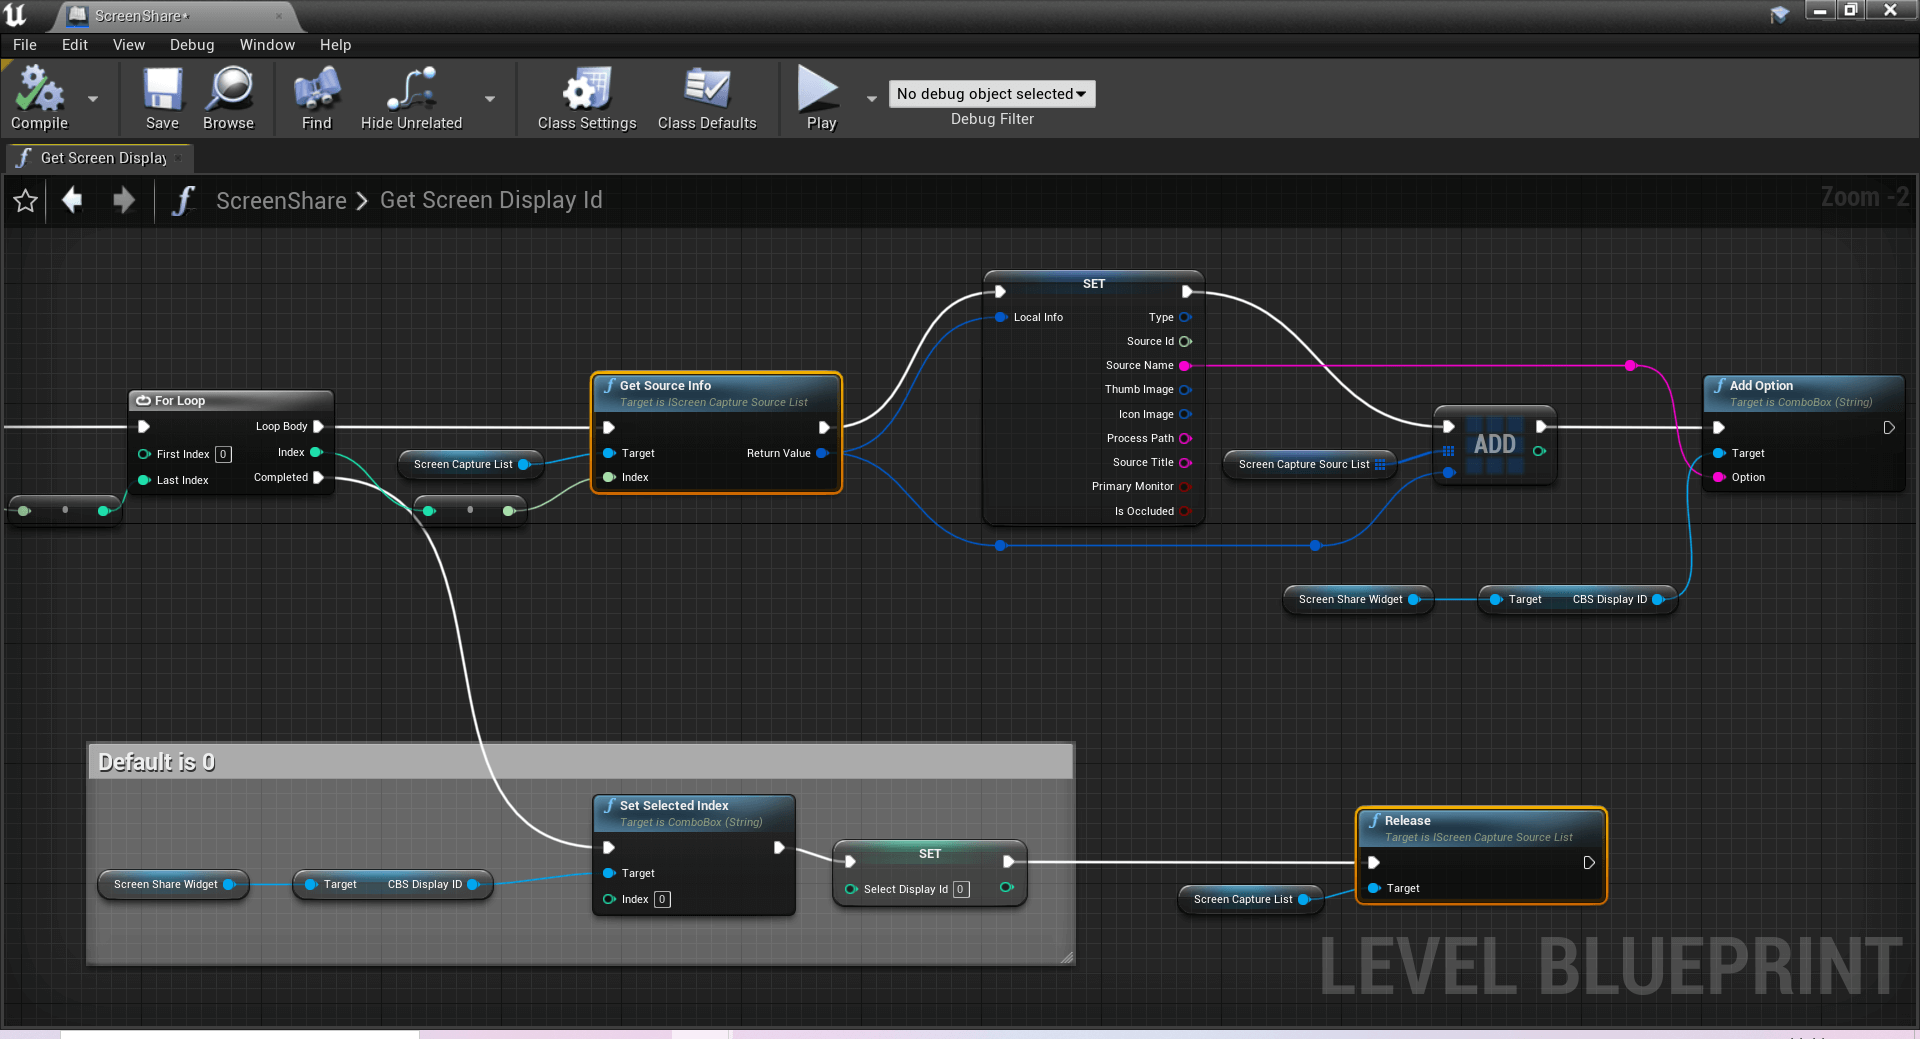 ScreenShare*
File Edit View Debug Window Help
Compile Save Browse Find Hide Unrelated Class Settings Class Defaults Play
No debug object selected
Debug Filter
Get Screen Display
ScreenShare > Get Screen Display Id
Zoom -2
For Loop
Loop Body
First Index 0
Index
Last Index
Completed
Screen Capture List
Get Source Info
Target is IScreen Capture Source List
Target
Return Value
Index
SET
Local Info
Type
Source Id
Source Name
Thumb Image
Icon Image
Process Path
Source Title
Primary Monitor
Is Occluded
Screen Capture Sourc List
ADD
Add Option
Target is ComboBox (String)
Target
Option
Screen Share Widget
Target CBS Display ID
Default is 0
Screen Share Widget
Target CBS Display ID
Set Selected Index
Target is ComboBox (String)
Target
Index 0
SET
Select Display Id 0
Screen Capture List
Release
Target is IScreen Capture Source List
Target
LEVEL BLUEPRINT